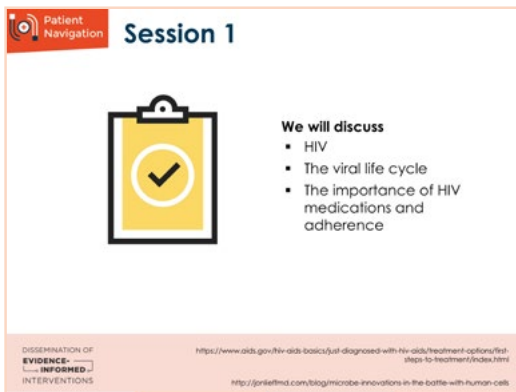 Patient
Navigation
Session 1
We will discuss
▪ HIV
▪ The viral life cycle
▪ The importance of HIV
medications and
adherence
DISSEMINATION OF
EVIDENCE-
INFORMED
INTERVENTIONS
https://www.aids.gov/hiv-aids-basics/just-diagnosed-with-hiv-aids/treatment-options/first-
steps-to-treatment/index.html
http://jonlieffmd.com/blog/microbe-innovations-in-the-battle-with-human-cells